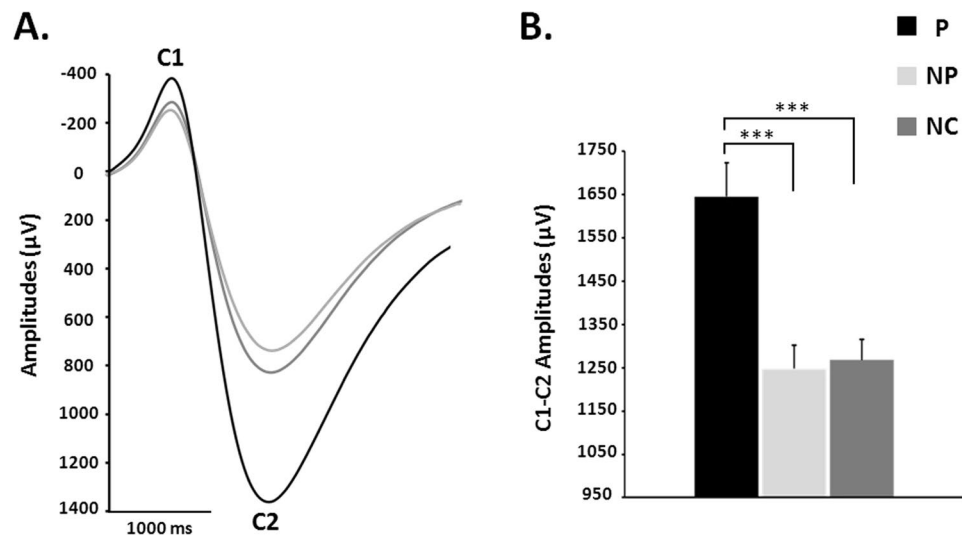 A.
C1
-400
-200
0
200
400
600
800
1000
1200
1400
Amplitudes (µV)
C2
1000 ms
B.
P
NP
NC
***
***
1750
1650
1550
1450
1350
1250
1150
1050
950
C1-C2 Amplitudes (µV)